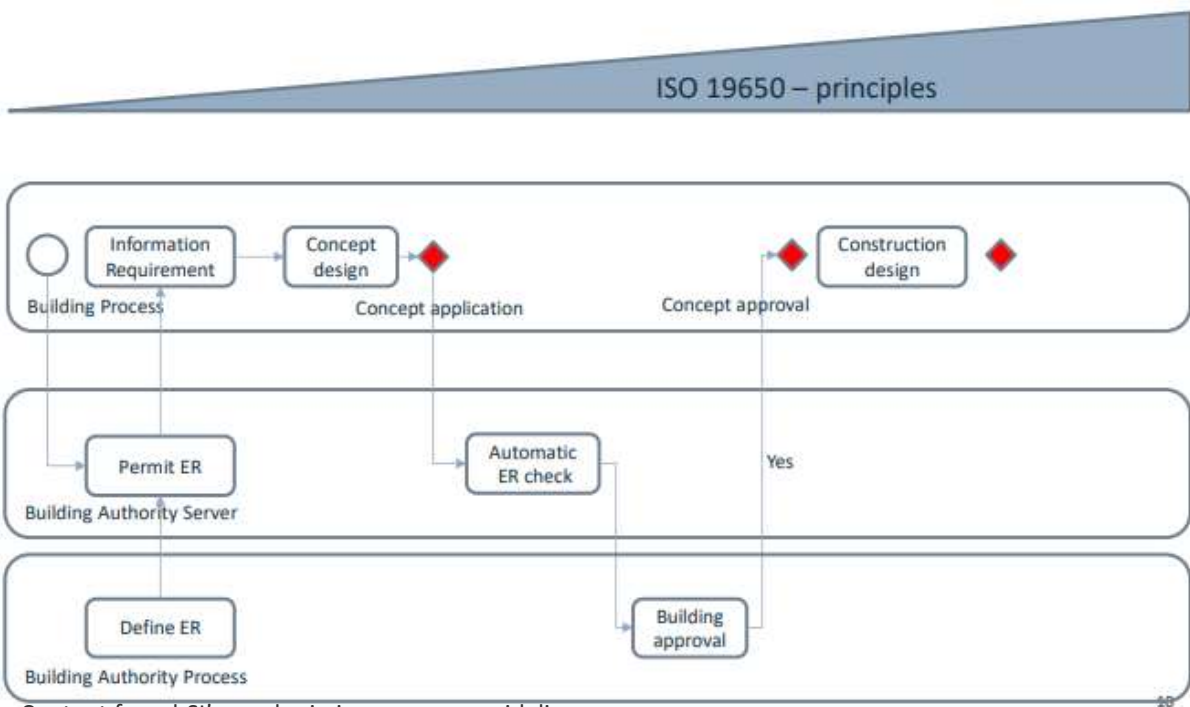 ISO 19650 – principles
Information
Requirement
Concept
design
Construction
design
Building Process
Concept application
Concept approval
Permit ER
Automatic
ER check
Yes
Building Authority Server
Define ER
Building
approval
Building Authority Process